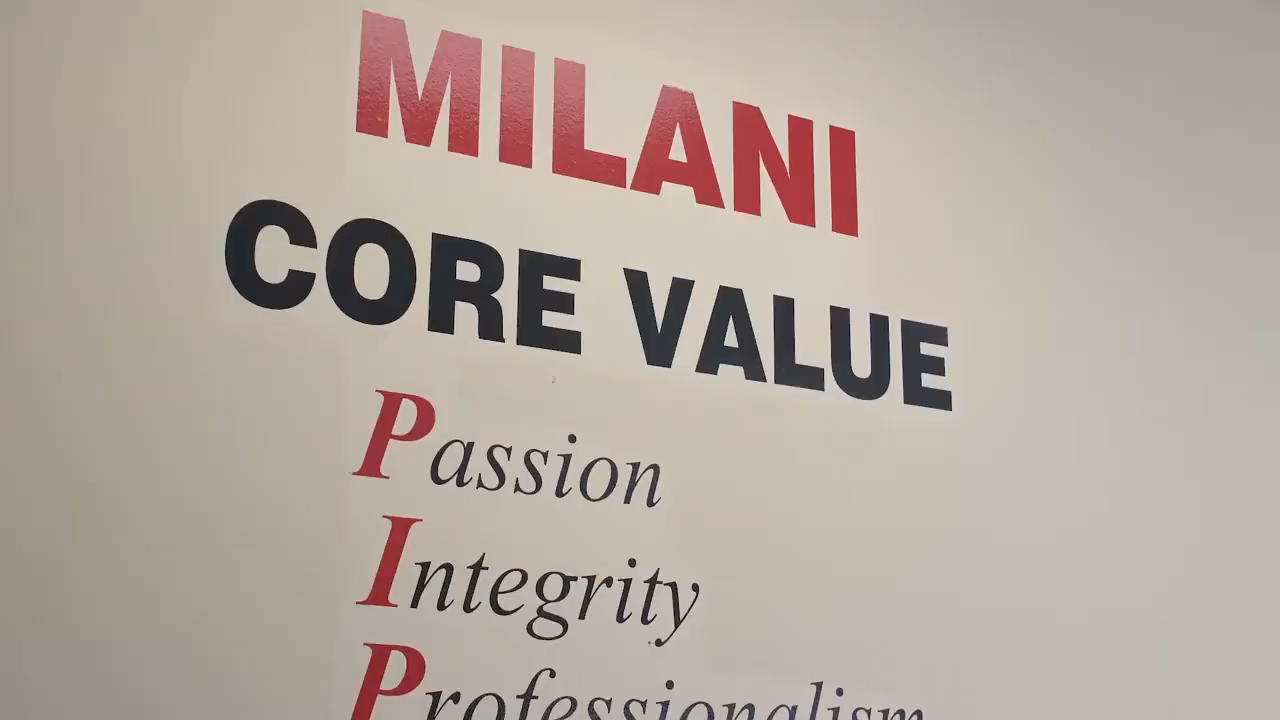 MILANI
CORE VALUE
Passion
Integrity
Professionalism